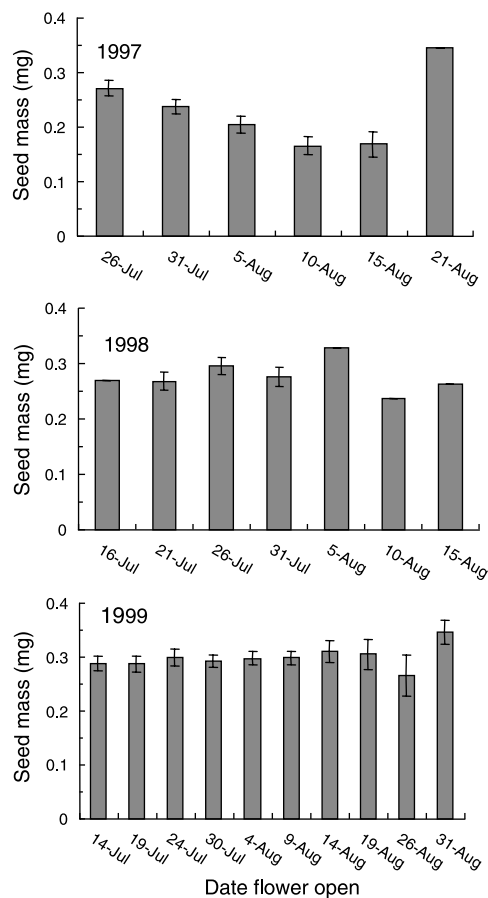 1997
Seed mass (mg)
0.4
0.3
0.2
0.1
0
26-Jul
31-Jul
5-Aug
10-Aug
15-Aug
21-Aug
1998
Seed mass (mg)
0.4
0.3
0.2
0.1
0
16-Jul
21-Jul
26-Jul
31-Jul
5-Aug
10-Aug
15-Aug
1999
Seed mass (mg)
0.4
0.3
0.2
0.1
0
14-Jul
19-Jul
24-Jul
30-Jul
4-Aug
9-Aug
14-Aug
19-Aug
26-Aug
31-Aug
Date flower open